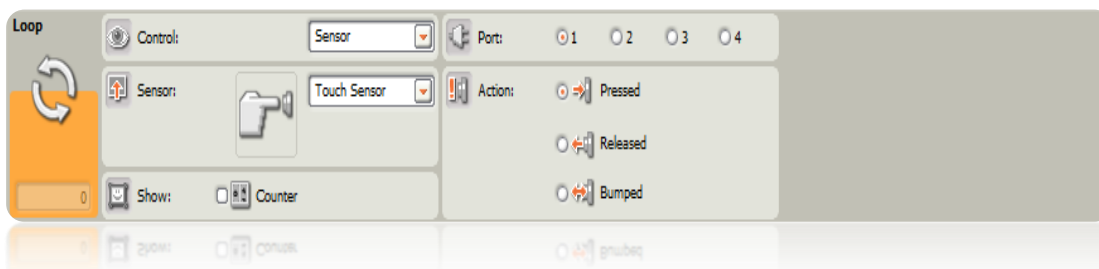 Loop
Control: Sensor
Port: 1 2 3 4
Sensor: Touch Sensor
Action: Pressed
Released
Bumped
0
Show: Counter